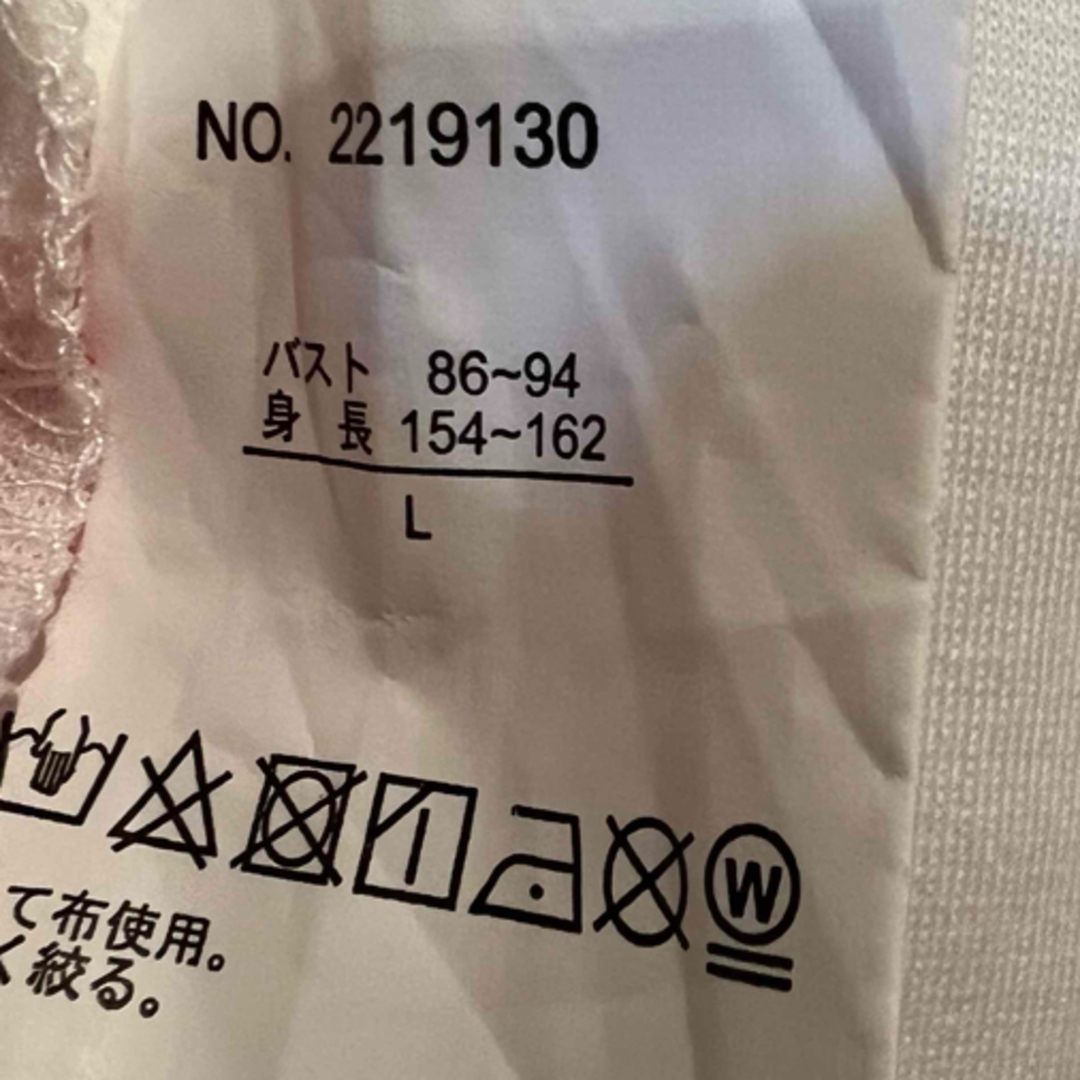 NO. 2219130
バスト 86~94
身長 154~162
L
W
て布使用。
く絞る。